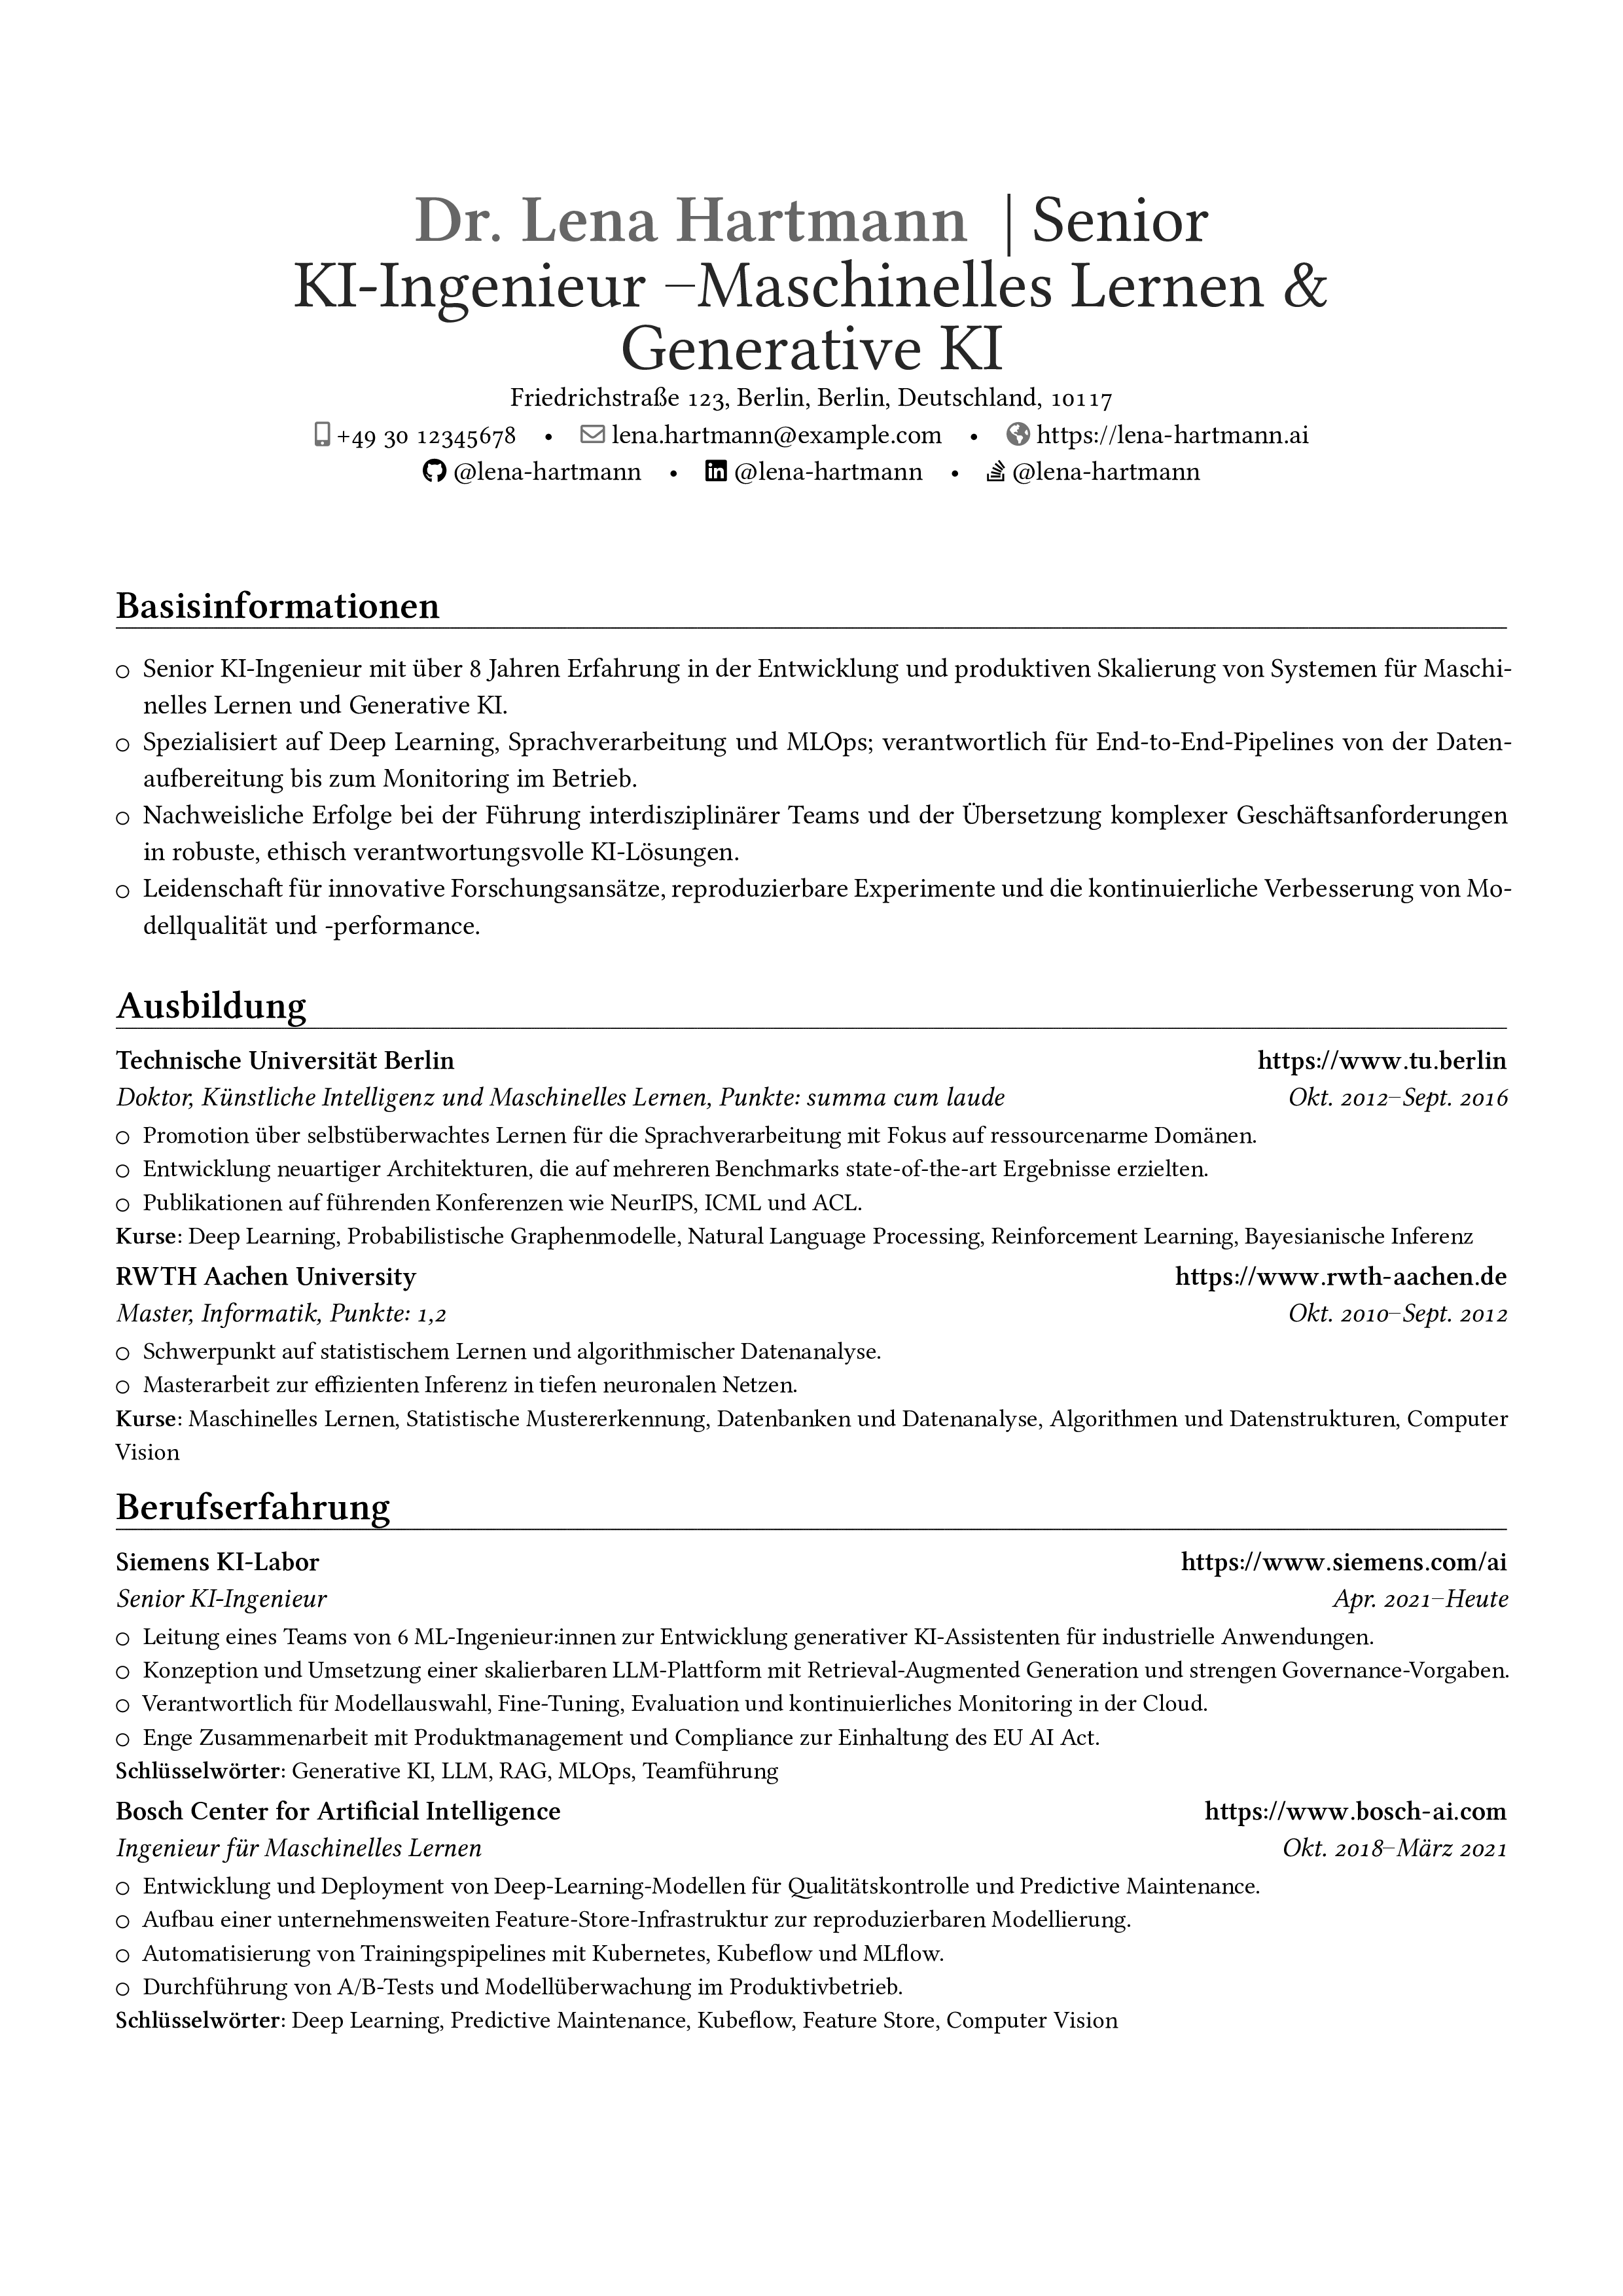 Dr. Lena Hartmann | Senior
KI-Ingenieur –Maschinelles Lernen &
Generative KI
Friedrichstraße 123, Berlin, Berlin, Deutschland, 10117
+49 30 12345678 • lena.hartmann@example.com • https://lena-hartmann.ai
@lena-hartmann • @lena-hartmann • @lena-hartmann
Basisinformationen
○ Senior KI-Ingenieur mit über 8 Jahren Erfahrung in der Entwicklung und produktiven Skalierung von Systemen für Maschi-
nelles Lernen und Generative KI.
○ Spezialisiert auf Deep Learning, Sprachverarbeitung und MLOps; verantwortlich für End-to-End-Pipelines von der Daten-
aufbereitung bis zum Monitoring im Betrieb.
○ Nachweisliche Erfolge bei der Führung interdisziplinärer Teams und der Übersetzung komplexer Geschäftsanforderungen
in robuste, ethisch verantwortungsvolle KI-Lösungen.
○ Leidenschaft für innovative Forschungsansätze, reproduzierbare Experimente und die kontinuierliche Verbesserung von Mo-
dellqualität und -performance.
Ausbildung
Technische Universität Berlin https://www.tu.berlin
Doktor, Künstliche Intelligenz und Maschinelles Lernen, Punkte: summa cum laude Okt. 2012–Sept. 2016
○ Promotion über selbstüberwachtes Lernen für die Sprachverarbeitung mit Fokus auf ressourcenarme Domänen.
○ Entwicklung neuartiger Architekturen, die auf mehreren Benchmarks state-of-the-art Ergebnisse erzielten.
○ Publikationen auf führenden Konferenzen wie NeurIPS, ICML und ACL.
Kurse: Deep Learning, Probabilistische Graphenmodelle, Natural Language Processing, Reinforcement Learning, Bayesianische Inferenz
RWTH Aachen University https://www.rwth-aachen.de
Master, Informatik, Punkte: 1,2 Okt. 2010–Sept. 2012
○ Schwerpunkt auf statistischem Lernen und algorithmischer Datenanalyse.
○ Masterarbeit zur effizienten Inferenz in tiefen neuronalen Netzen.
Kurse: Maschinelles Lernen, Statistische Mustererkennung, Datenbanken und Datenanalyse, Algorithmen und Datenstrukturen, Computer
Vision
Berufserfahrung
Siemens KI-Labor https://www.siemens.com/ai
Senior KI-Ingenieur Apr. 2021–Heute
○ Leitung eines Teams von 6 ML-Ingenieur:innen zur Entwicklung generativer KI-Assistenten für industrielle Anwendungen.
○ Konzeption und Umsetzung einer skalierbaren LLM-Plattform mit Retrieval-Augmented Generation und strengen Governance-Vorgaben.
○ Verantwortlich für Modellauswahl, Fine-Tuning, Evaluation und kontinuierliches Monitoring in der Cloud.
○ Enge Zusammenarbeit mit Produktmanagement und Compliance zur Einhaltung des EU AI Act.
Schlüsselwörter: Generative KI, LLM, RAG, MLOps, Teamführung
Bosch Center for Artificial Intelligence https://www.bosch-ai.com
Ingenieur für Maschinelles Lernen Okt. 2018–März 2021
○ Entwicklung und Deployment von Deep-Learning-Modellen für Qualitätskontrolle und Predictive Maintenance.
○ Aufbau einer unternehmensweiten Feature-Store-Infrastruktur zur reproduzierbaren Modellierung.
○ Automatisierung von Trainingspipelines mit Kubernetes, Kubeflow und MLflow.
○ Durchführung von A/B-Tests und Modellüberwachung im Produktivbetrieb.
Schlüsselwörter: Deep Learning, Predictive Maintenance, Kubeflow, Feature Store, Computer Vision